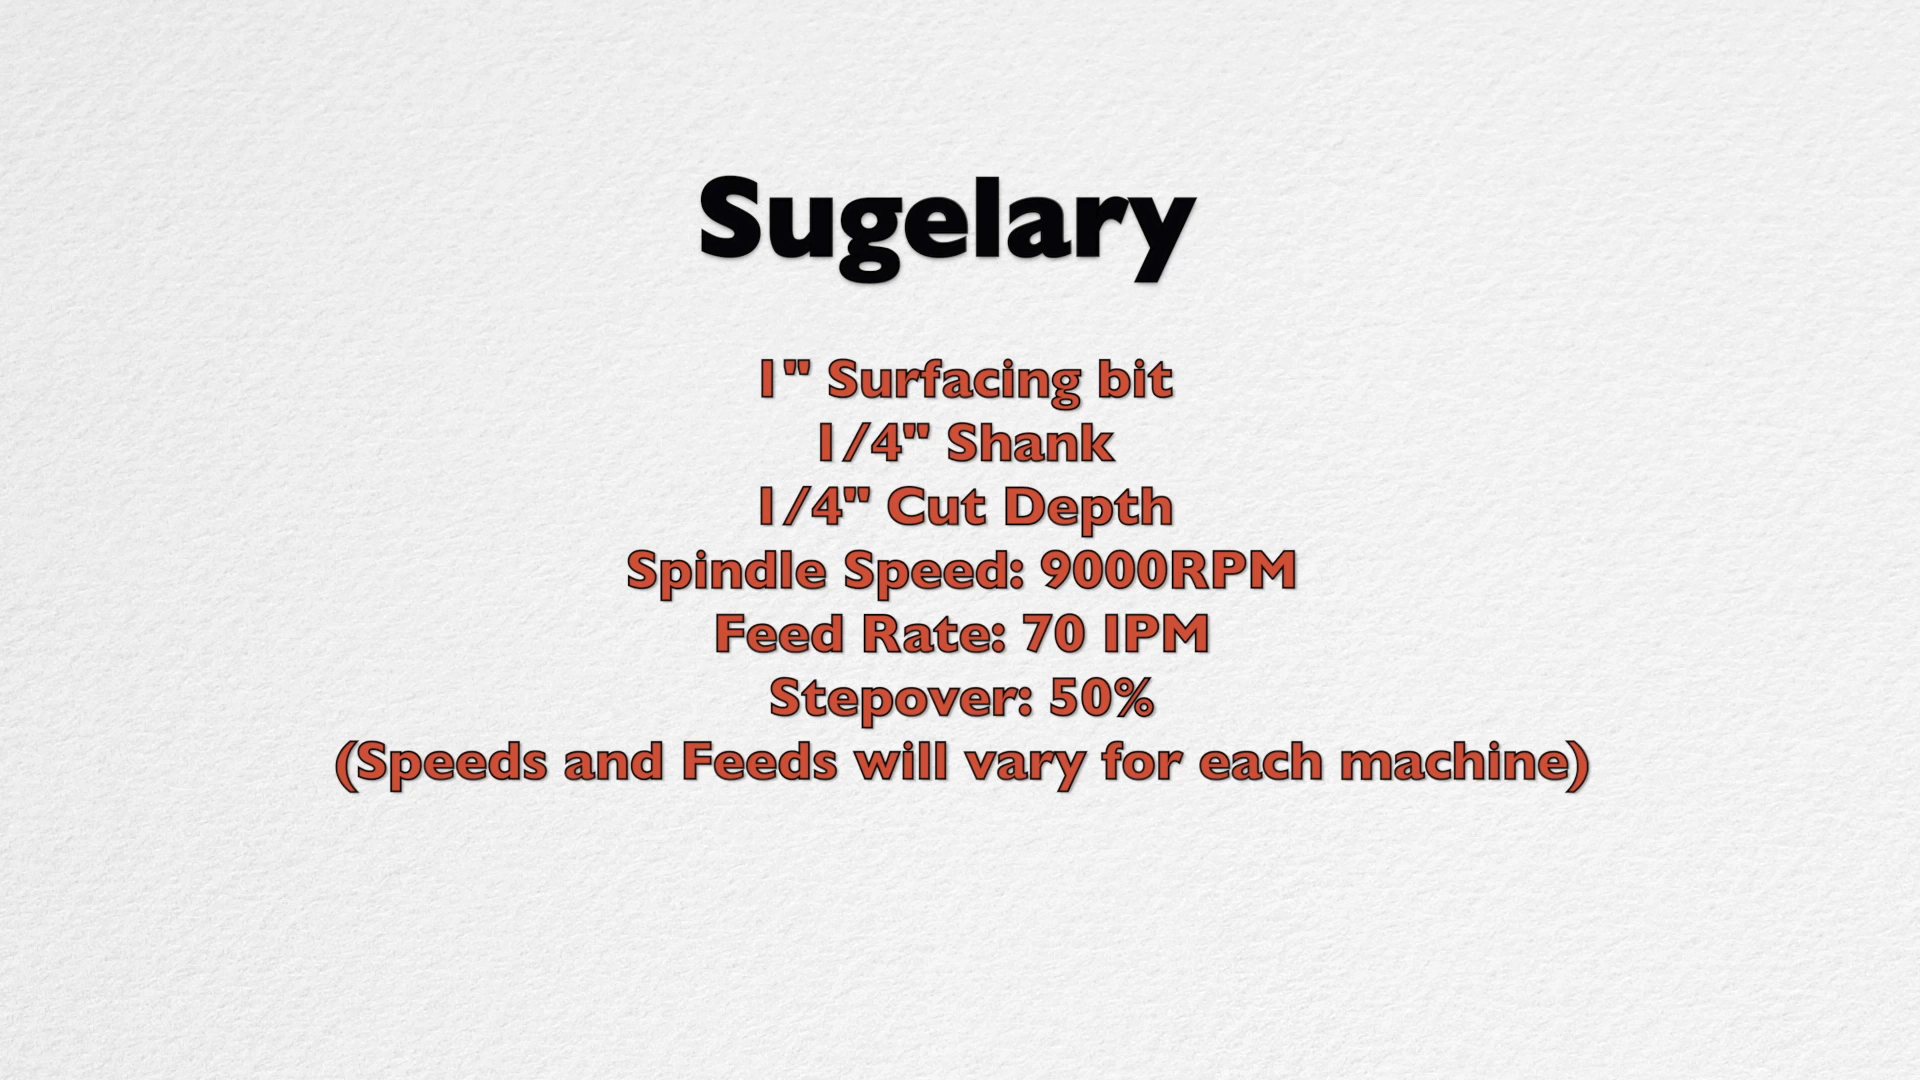 Sugelary
1" Surfacing bit
1/4" Shank
1/4" Cut Depth
Spindle Speed: 9000RPM
Feed Rate: 70 IPM
Stepover: 50%
(Speeds and Feeds will vary for each machine)